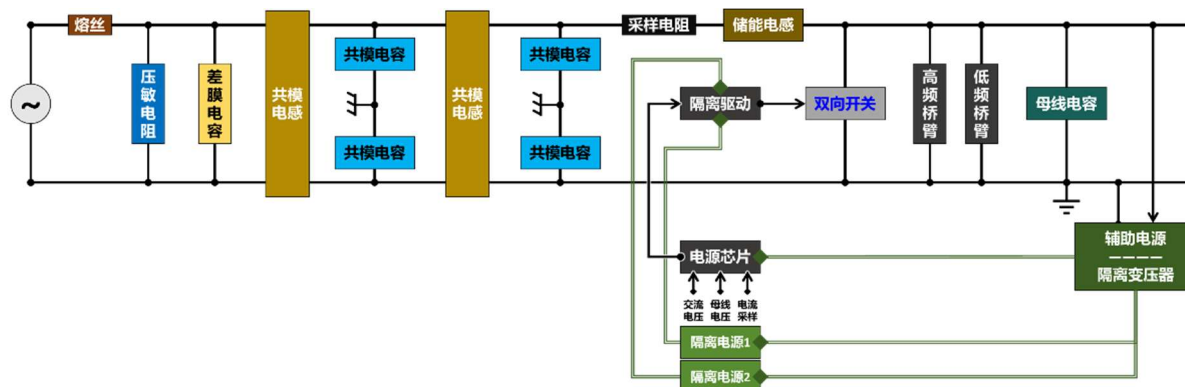 熔丝
采样电阻
储能电感
压敏电阻
差膜电容
共模电感
共模电容
共模电容
共模电感
共模电容
共模电容
~
隔离驱动
双向开关
高频桥臂
低频桥臂
母线电容
电源芯片
交流电压
母线电压
电流采样
辅助电源
————
隔离变压器
隔离电源1
隔离电源2